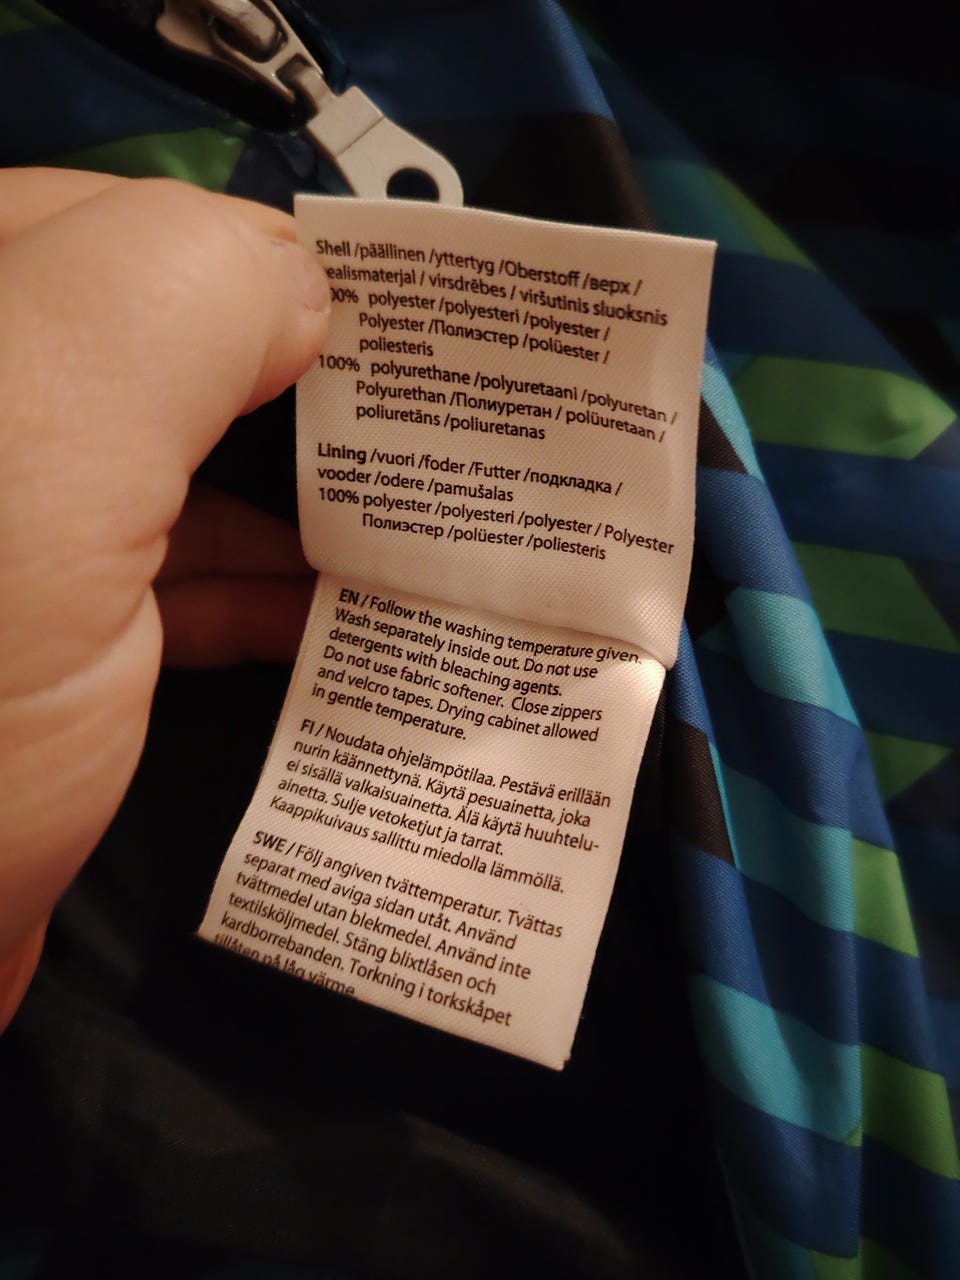 Shell /päällinen /yttertyg /Oberstoff /верх /
ealismaterjal / virsdrēbes / viršutinis sluoksnis
00% polyester /polyesteri /polyester /
Polyester /Полиэстер /polüester /
poliesteris
100% polyurethane /polyuretaani /polyuretan /
Polyurethan /Полиуретан / polüuretaan /
poliuretāns /poliuretanas
Lining /vuori /foder /Futter /подкладка /
vooder /odere /pamušalas
100% polyester /polyesteri /polyester / Polyester
Полиэстер /polüester /poliesteris
EN / Follow the washing temperature given.
Wash separately inside out. Do not use
detergents with bleaching agents.
Do not use fabric softener. Close zippers
and velcro tapes. Drying cabinet allowed
in gentle temperature.
FI / Noudata ohjelämpötilaa. Pestävä erillään
nurin käännettynä. Käytä pesuainetta, joka
ei sisällä valkaisuainetta. Älä käytä huuhtelu-
ainetta. Sulje vetoketjut ja tarrat.
Kaappikuivaus sallittu miedolla lämmöllä.
SWE / Följ angiven tvättemperatur. Tvättas
separat med aviga sidan utåt. Använd
tvättmedel utan blekmedel. Använd inte
textilsköljmedel. Stäng blixtlåsen och
kardborrebanden. Torkning i torkskåpet
tillåten på låg värme.